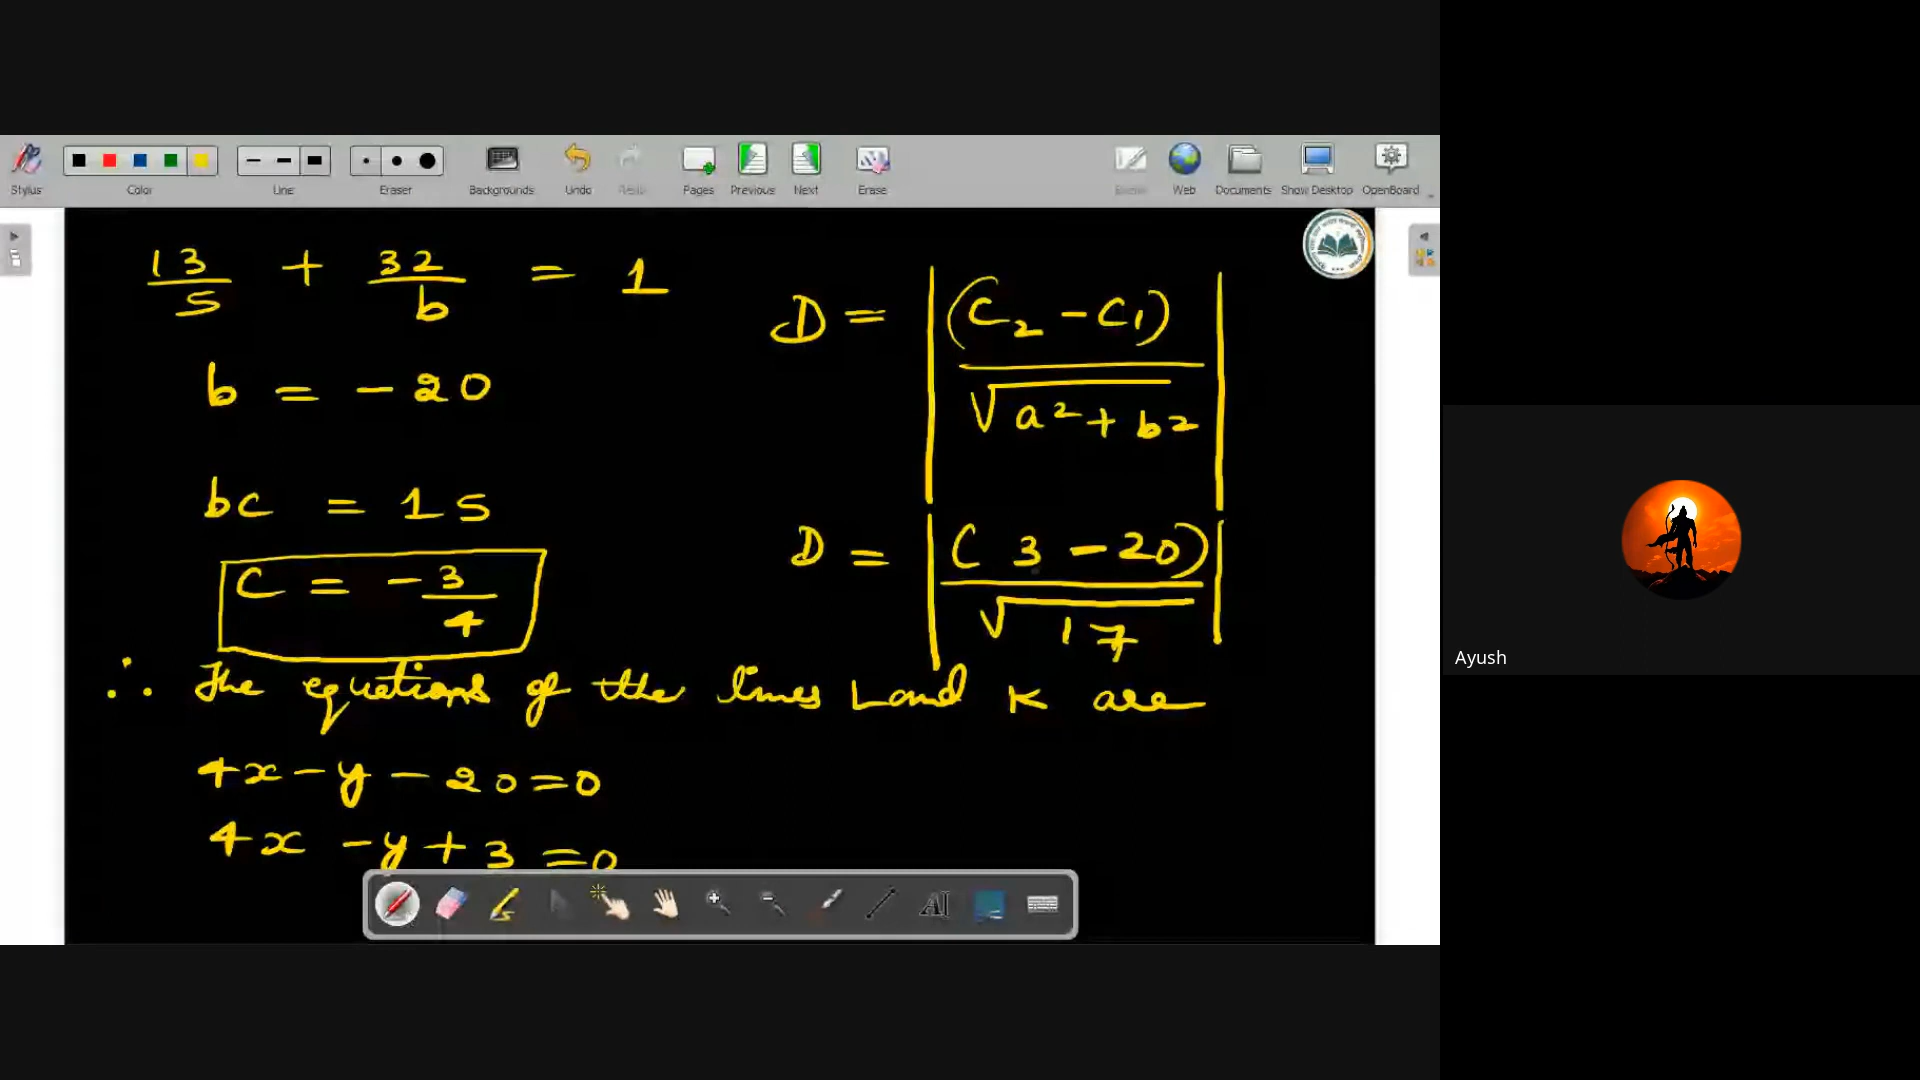 Stylus Color Line Eraser Backgrounds Undo Redo Pages Previous Next Erase Web Documents Show Desktop OpenBoard
13/5 + 32/b = 1
b = -20
bc = 15
C = -3/4
D = |(C₂ - C₁) / √(a² + b²)|
D = |(3 - 20) / √17|
∴ The equations of the lines L and K are
4x - y - 20 = 0
4x - y + 3 = 0
AI
Ayush